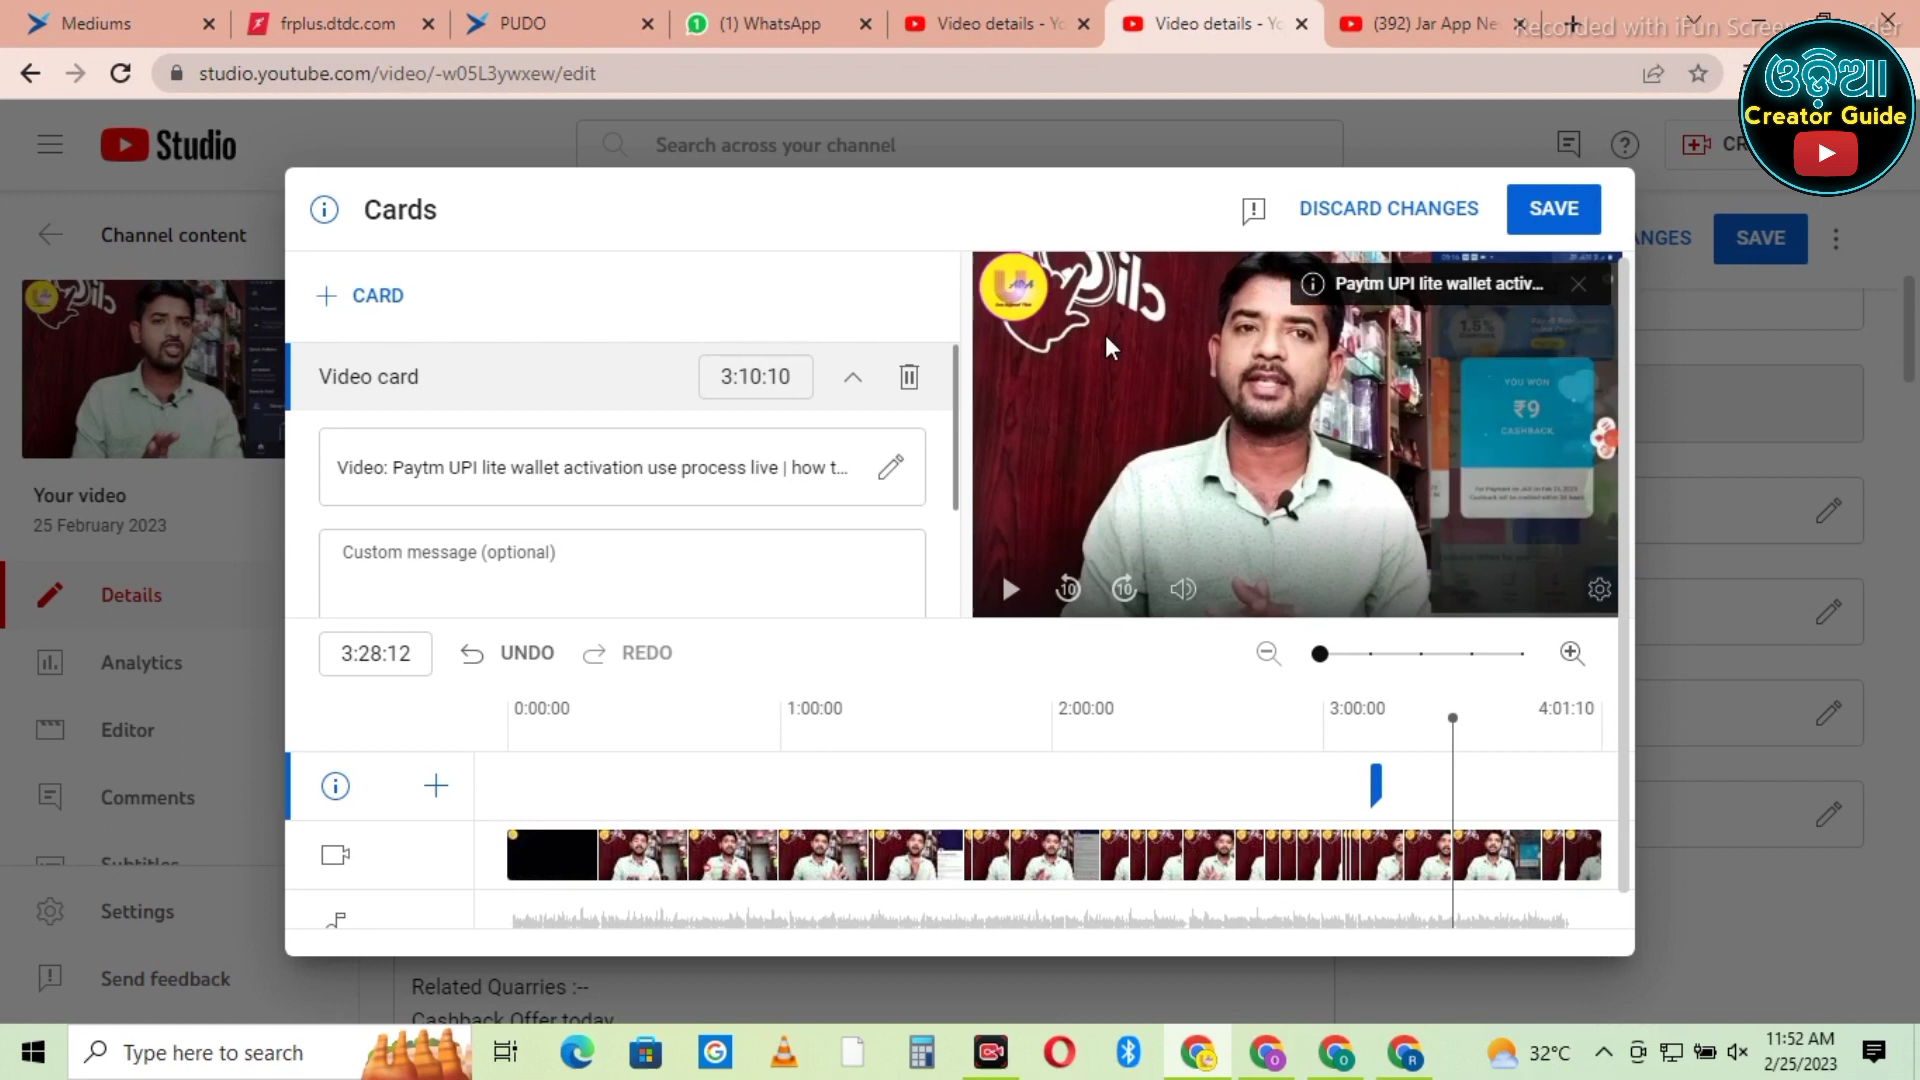 Mediums
frplus.dtdc.com
PUDO
(1) WhatsApp
Video details - Yo
Video details - Yo
(392) Jar App Ne
Recorded with iFun Screen
studio.youtube.com/video/-w05L3ywxew/edit
ଓଡ଼ିଆ
Creator Guide
Studio
Search across your channel
CR
Channel content
Cards
DISCARD CHANGES
SAVE
NGES
SAVE
CARD
Paytm UPI lite wallet activ...
Video card
3:10:10
YOU WON
₹9
CASHBACK
1.5%
Video: Paytm UPI lite wallet activation use process live | how t...
Your video
25 February 2023
Custom message (optional)
Details
3:28:12
UNDO
REDO
Analytics
0:00:00
1:00:00
2:00:00
3:00:00
4:01:10
Editor
Comments
Subtitles
Settings
Send feedback
Related Quarries :--
Cashback Offer today
Type here to search
32°C
11:52 AM
2/25/2023